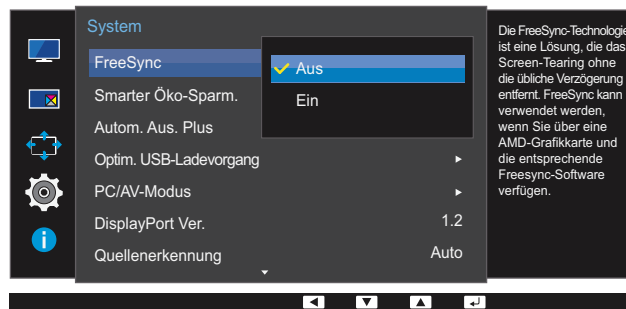 System
FreeSync
Aus
Ein
Smarter Öko-Sparm.
Autom. Aus. Plus
Optim. USB-Ladevorgang
PC/AV-Modus
DisplayPort Ver. 1.2
Quellenerkennung Auto
Die FreeSync-Technologie
ist eine Lösung, die das
Screen-Tearing ohne
die übliche Verzögerung
entfernt. FreeSync kann
verwendet werden,
wenn Sie über eine
AMD-Grafikkarte und
die entsprechende
Freesync-Software
verfügen.